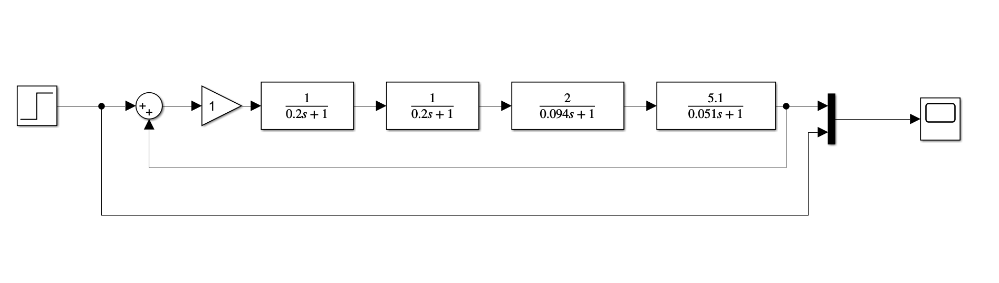 +
+
1
1
0.2s + 1
1
0.2s + 1
2
0.094s + 1
5.1
0.051s + 1